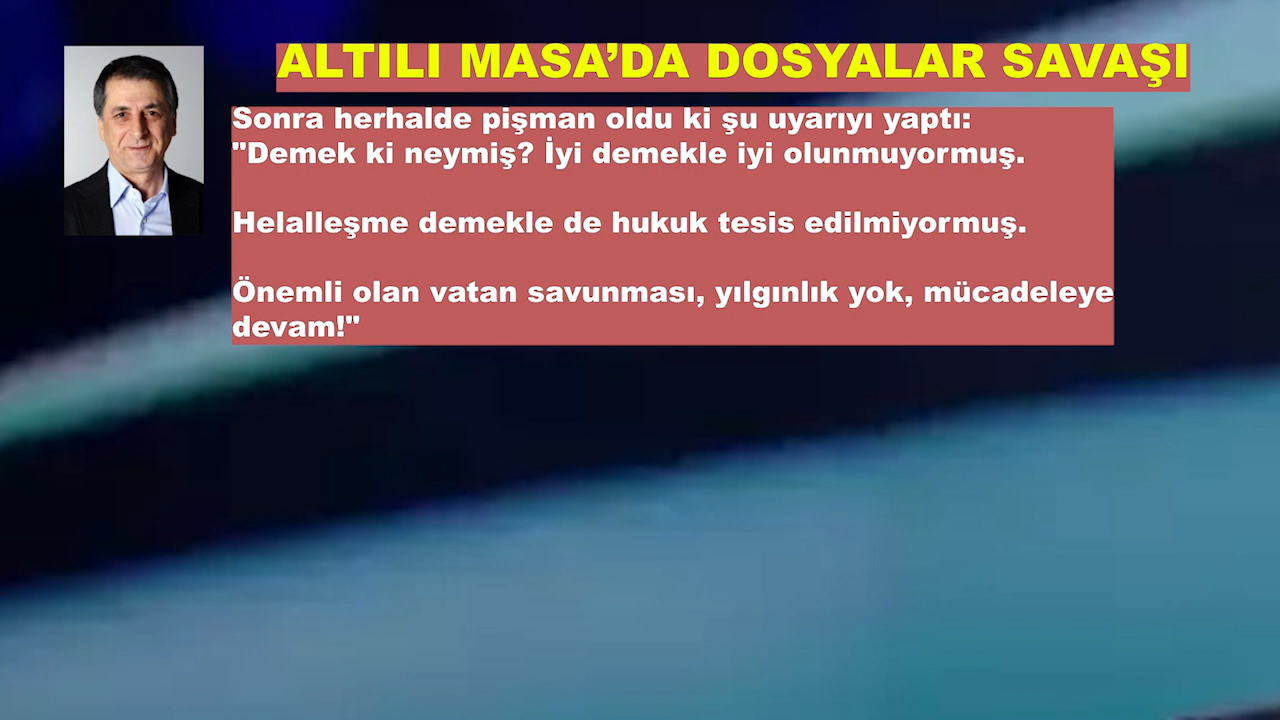 ALTILI MASA’DA DOSYALAR SAVAŞI
Sonra herhalde pişman oldu ki şu uyarıyı yaptı:
"Demek ki neymiş? İyi demekle iyi olunmuyormuş.
Helalleşme demekle de hukuk tesis edilmiyormuş.
Önemli olan vatan savunması, yılgınlık yok, mücadeleye
devam!"